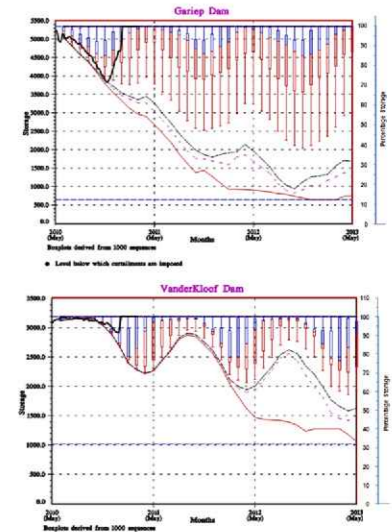 Gariep Dam
5500.0
5000.0
4500.0
4000.0
3500.0
3000.0
2500.0
2000.0
1500.0
1000.0
500.0
0.0
Storage
100
90
80
70
60
50
40
30
20
10
0
Percentage Storage
2010 2011 2012 2013
(May) (May) (May) (May)
Months
Boxplots derived from 1000 sequences
● Level below which curtailments are imposed
VanderKloof Dam
3500.0
3000.0
2500.0
2000.0
1500.0
1000.0
500.0
0.0
Storage
110
100
90
80
70
60
50
40
30
20
10
0
Percentage Storage
2010 2011 2012 2013
(May) (May) (May) (May)
Months
Boxplots derived from 1000 sequences